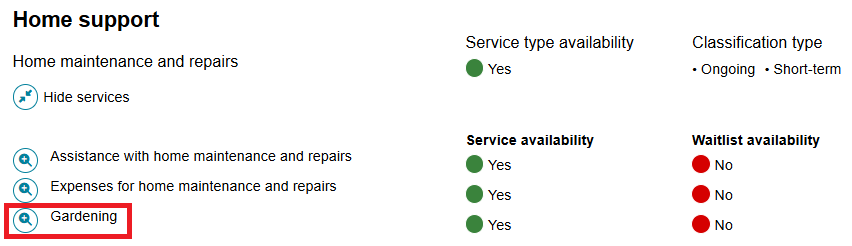 Home support
Service type availability Classification type
Home maintenance and repairs
Yes • Ongoing • Short-term
Hide services
Service availability Waitlist availability
Assistance with home maintenance and repairs Yes No
Expenses for home maintenance and repairs Yes No
Gardening Yes No